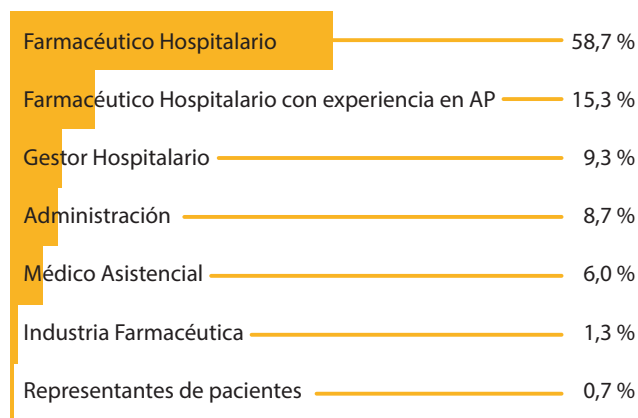 Farmacéutico Hospitalario 58,7 %
Farmacéutico Hospitalario con experiencia en AP 15,3 %
Gestor Hospitalario 9,3 %
Administración 8,7 %
Médico Asistencial 6,0 %
Industria Farmacéutica 1,3 %
Representantes de pacientes 0,7 %